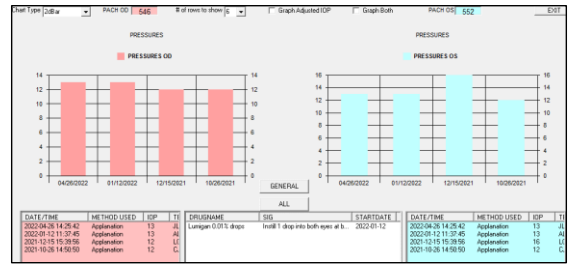 Chart Type 2dBar PACH OD 546 # of rows to show 6 Graph Adjusted IOP Graph Both PACH OS 552 EXIT
PRESSURES PRESSURES
PRESSURES OD PRESSURES OS
14 14 16 16
12 12 14 14
10 10 12 12
8 8 10 10
6 6 8 8
4 4 6 6
2 2 4 4
0 0 2 2
0 0
04/26/2022 01/12/2022 12/15/2021 10/26/2021 GENERAL 04/26/2022 01/12/2022 12/15/2021 10/26/2021
ALL
DATE/TIME METHOD USED IOP TI DRUGNAME SIG STARTDATE DATE/TIME METHOD USED IOP TI
2022-04-26 14:25:42 Applanation 13 JL Lumigan 0.01% drops Instill 1 drop into both eyes at b... 2022-01-12 2022-04-26 14:25:42 Applanation 13 JL
2022-01-12 11:37:45 Applanation 13 Al 2022-01-12 11:37:45 Applanation 13 Al
2021-12-15 15:39:56 Applanation 12 LC 2021-12-15 15:39:56 Applanation 16 LC
2021-10-26 14:50:50 Applanation 12 C. 2021-10-26 14:50:50 Applanation 12 C.